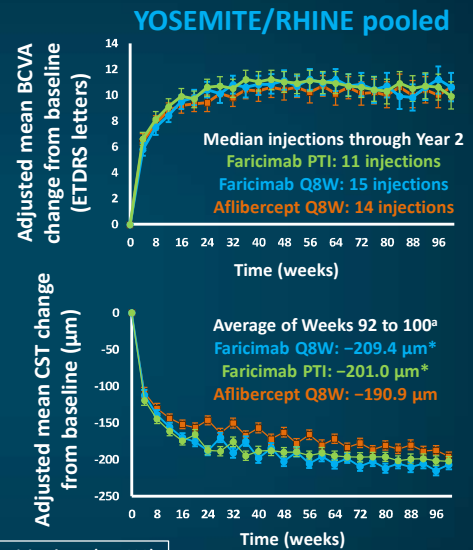 YOSEMITE/RHINE pooled
Adjusted mean BCVA
change from baseline
(ETDRS letters)
14
12
10
8
6
4
2
0
Median injections through Year 2
Faricimab PTI: 11 injections
Faricimab Q8W: 15 injections
Aflibercept Q8W: 14 injections
0 8 16 24 32 40 48 56 64 72 80 88 96
Time (weeks)
Adjusted mean CST change
from baseline (µm)
0
-50
-100
-150
-200
-250
Average of Weeks 92 to 100ᵃ
Faricimab Q8W: −209.4 µm*
Faricimab PTI: −201.0 µm*
Aflibercept Q8W: −190.9 µm
0 8 16 24 32 40 48 56 64 72 80 88 96
Time (weeks)